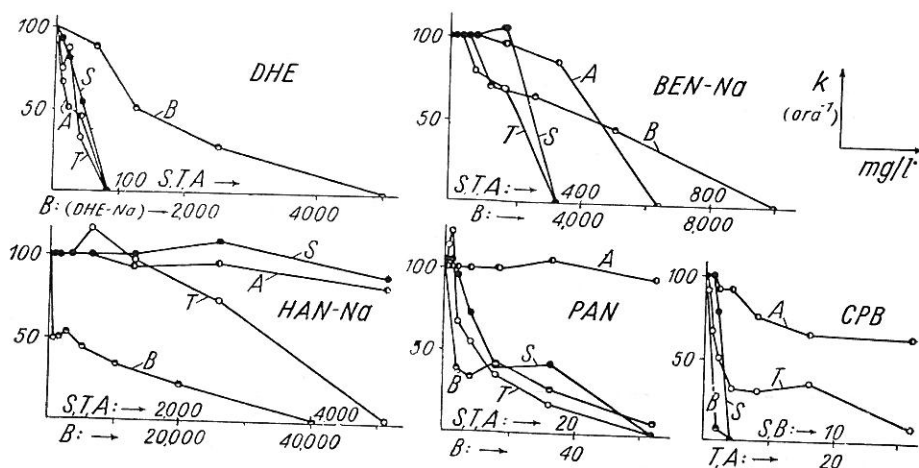 100
50
DHE
S
B
A
T
100 S.T.A →
B: (DHE-Na) → 2,000 4000
100
50
BEN-Na
A
B
T
S
S.T.A: → 400 800
B: → 4,000 8,000
k
(ora⁻¹)
mg/l
100
50
S
A
T
HAN-Na
B
S.T.A: → 2,000 4000
B: → 20,000 40,000
100
50
A
PAN
S
B
T
S.T.A: → 20
B: → 40
100
50
A
CPB
T
B
S
S,B: → 10
T,A: → 20